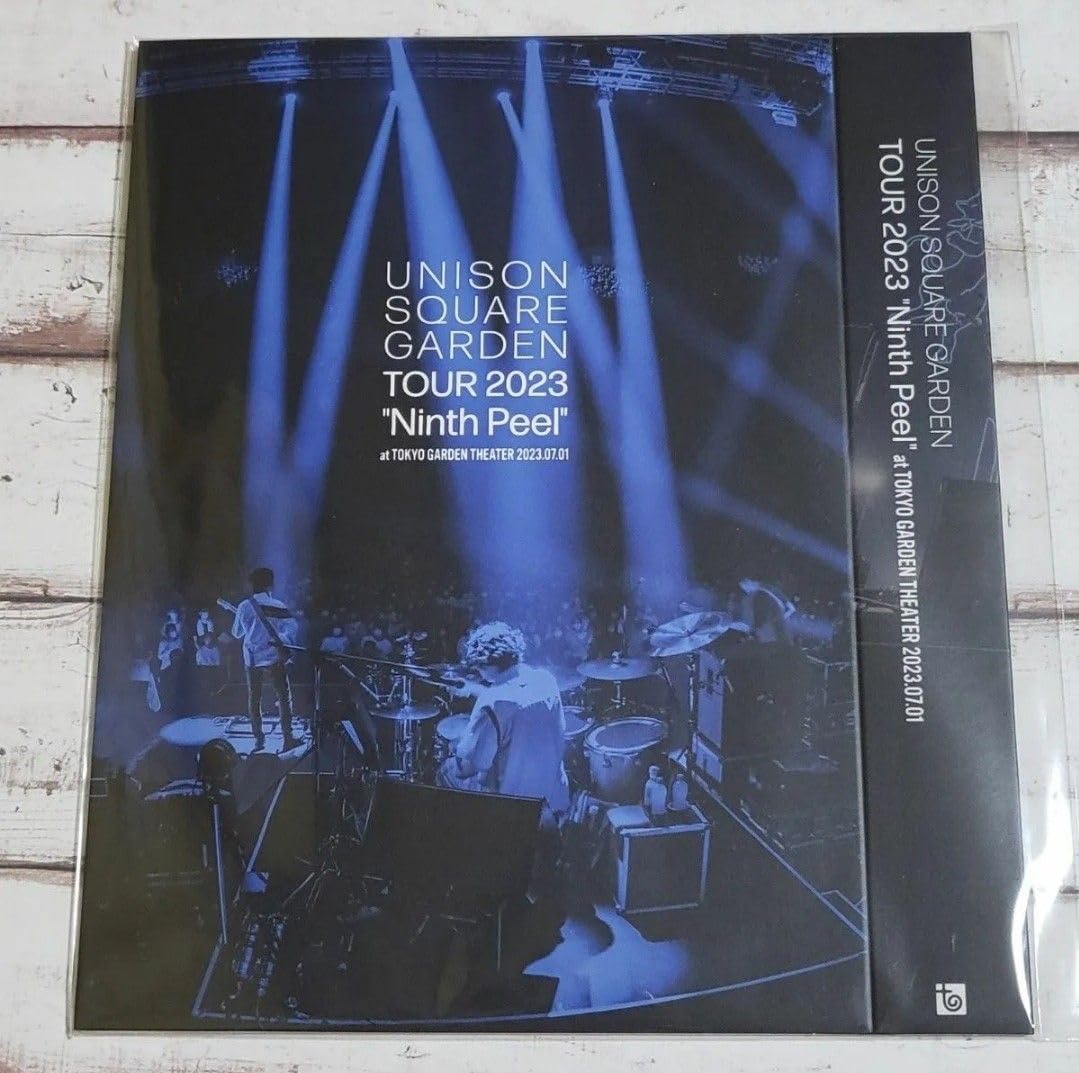 UNISON
SQUARE
GARDEN
TOUR 2023
"Ninth Peel"
at TOKYO GARDEN THEATER 2023.07.01
UNISON SQUARE GARDEN
TOUR 2023 "Ninth Peel" at TOKYO GARDEN THEATER 2023.07.01